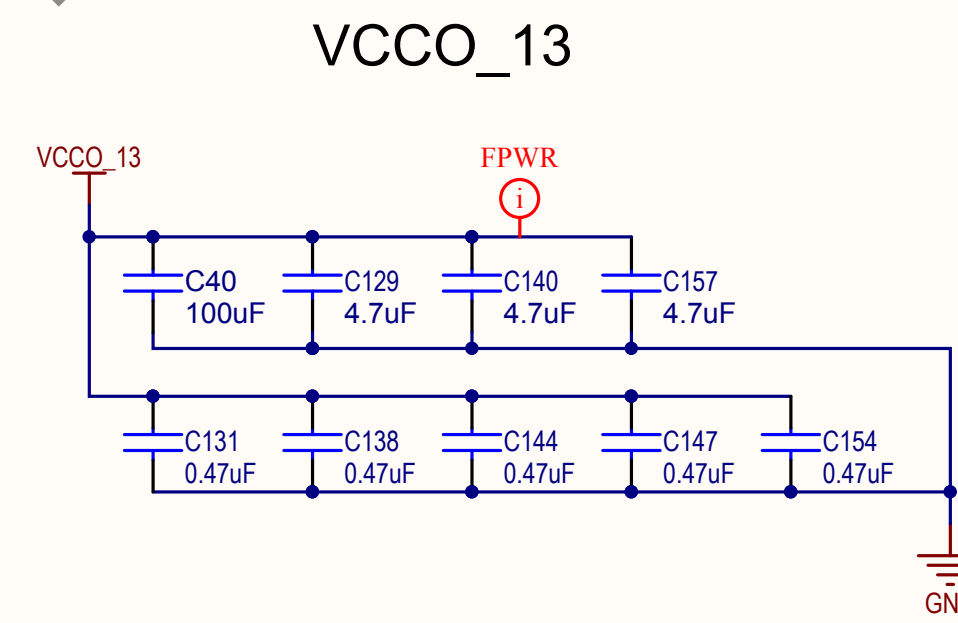 VCCO_13
VCCO_13
FPWR
i
C40
100uF
C129
4.7uF
C140
4.7uF
C157
4.7uF
C131
0.47uF
C138
0.47uF
C144
0.47uF
C147
0.47uF
C154
0.47uF
GN